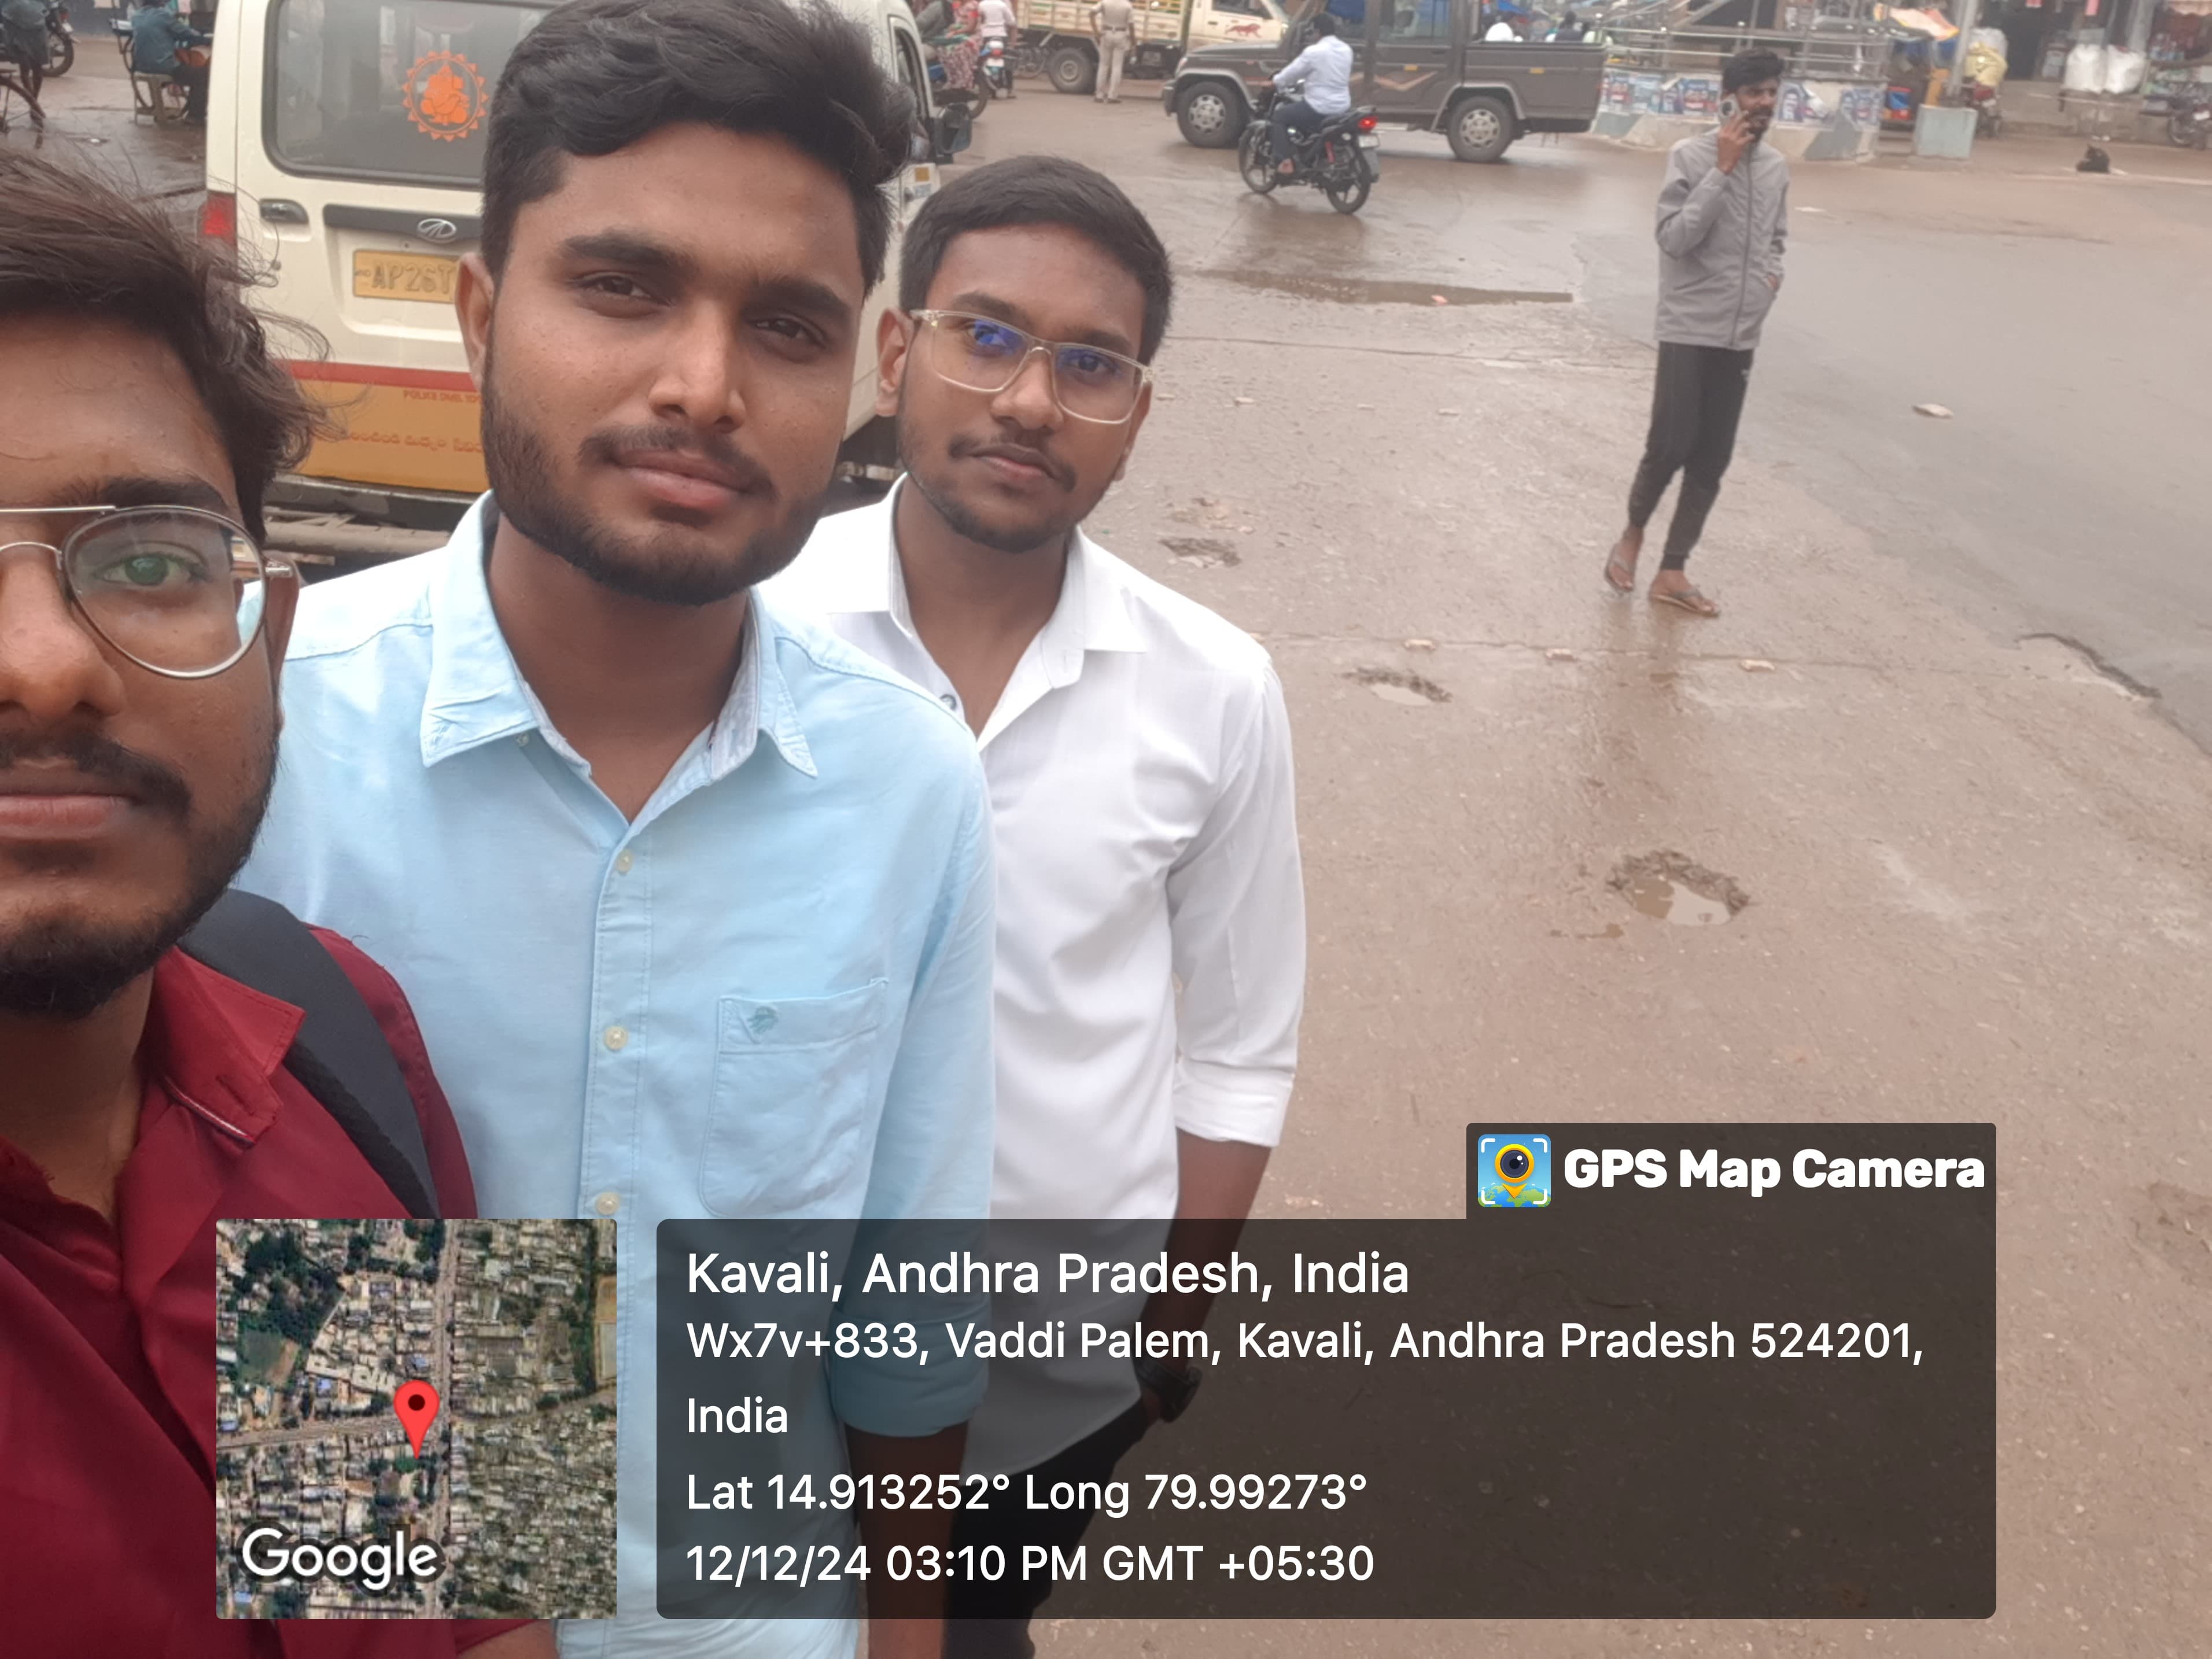 AP26T
GPS Map Camera
Kavali, Andhra Pradesh, India
Wx7v+833, Vaddi Palem, Kavali, Andhra Pradesh 524201,
India
Lat 14.913252° Long 79.99273°
12/12/24 03:10 PM GMT +05:30
Google